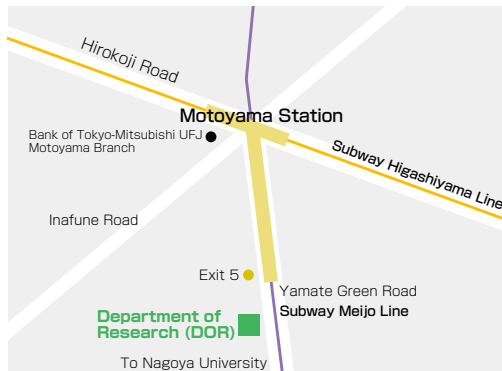 Hirokoji Road
Motoyama Station
Bank of Tokyo-Mitsubishi UFJ
Motoyama Branch
Subway Higashiyama Line
Inafune Road
Exit 5
Yamate Green Road
Subway Meijo Line
Department of
Research (DOR)
To Nagoya University